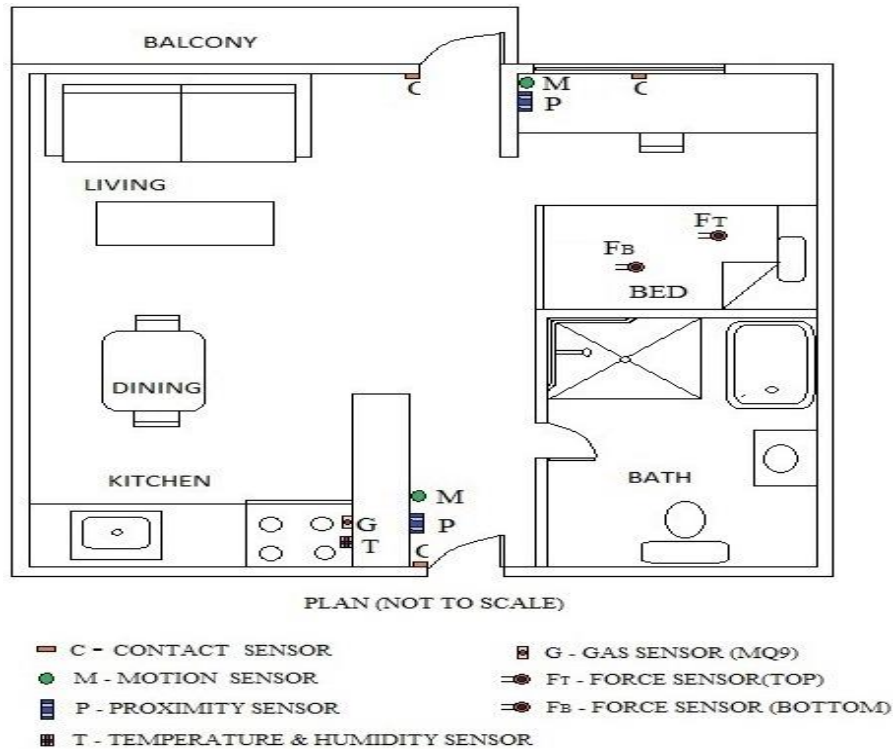 BALCONY
C
M
C
P
LIVING
FT
FB
BED
DINING
KITCHEN
BATH
M
G
P
T
C
PLAN (NOT TO SCALE)
C - CONTACT SENSOR
G - GAS SENSOR (MQ9)
M - MOTION SENSOR
FT - FORCE SENSOR(TOP)
P - PROXIMITY SENSOR
FB - FORCE SENSOR (BOTTOM)
T - TEMPERATURE & HUMIDITY SENSOR